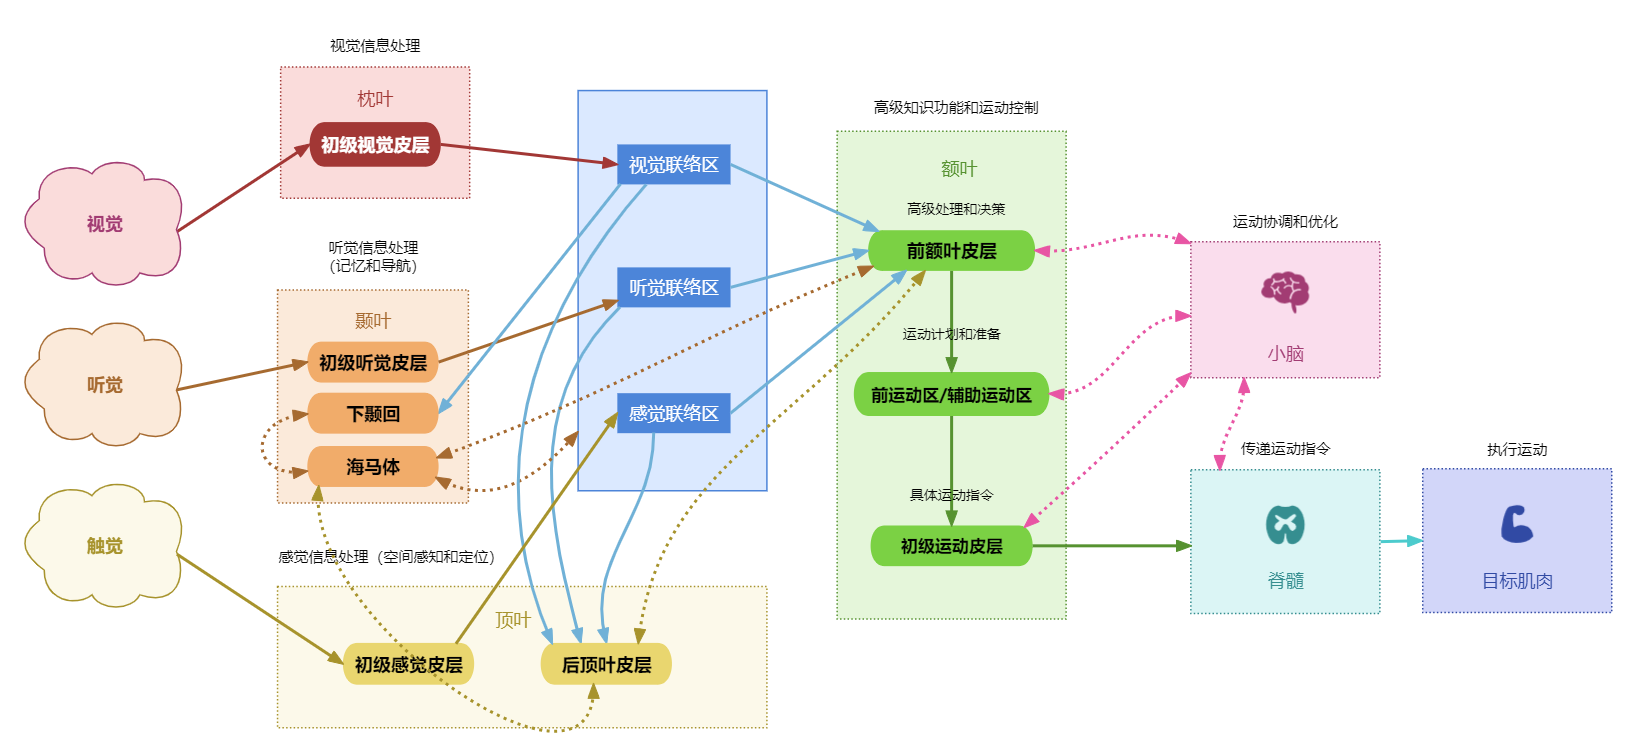 视觉信息处理
枕叶
初级视觉皮层
视觉
听觉信息处理
(记忆和导航)
颞叶
初级听觉皮层
下颞回
海马体
听觉
触觉
感觉信息处理（空间感知和定位）
顶叶
初级感觉皮层
后顶叶皮层
视觉联络区
听觉联络区
感觉联络区
高级知识功能和运动控制
额叶
高级处理和决策
前额叶皮层
运动计划和准备
前运动区/辅助运动区
具体运动指令
初级运动皮层
运动协调和优化
小脑
传递运动指令
脊髓
执行运动
目标肌肉